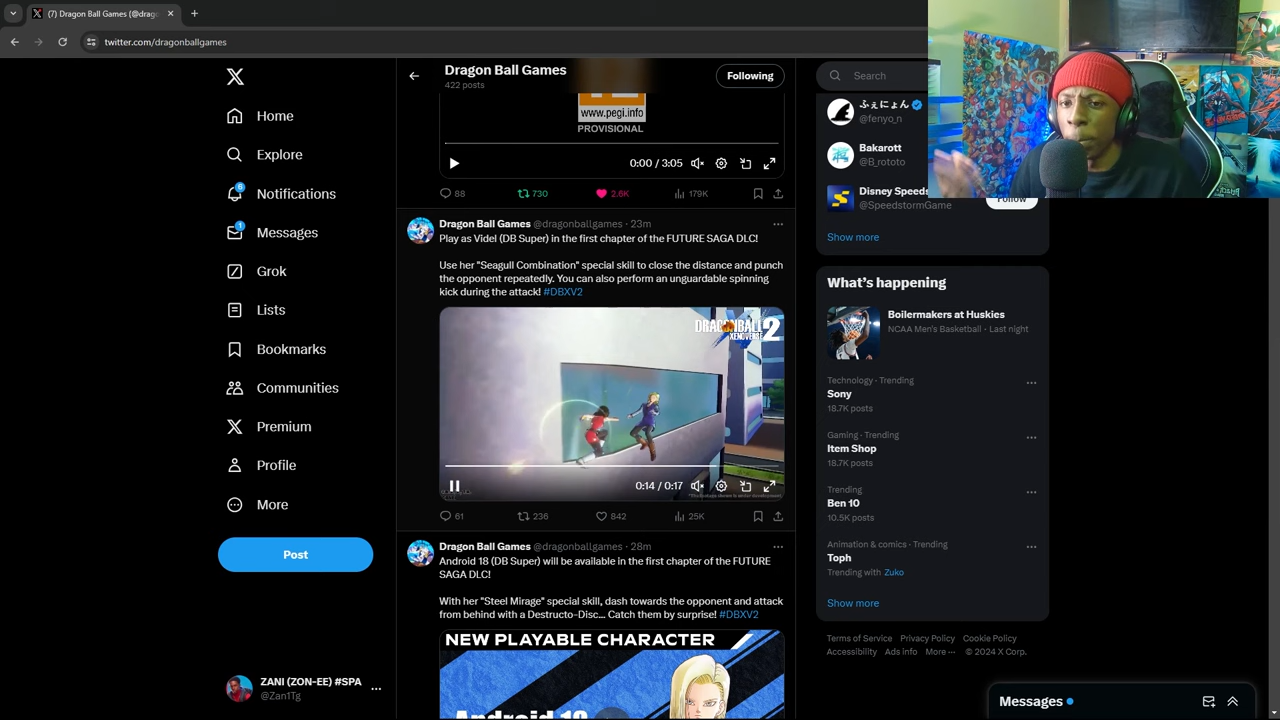 (7) Dragon Ball Games (@drag
twitter.com/dragonballgames
Home
Explore
6
Notifications
1
Messages
Grok
Lists
Bookmarks
Communities
Premium
Profile
More
Post
ZANI (ZON-EE) #SPA
@Zan1Tg
Dragon Ball Games
422 posts
Following
www.pegi.info
PROVISIONAL
0:00 / 3:05
88
730
2.6K
179K
Dragon Ball Games @dragonballgames · 23m
Play as Videl (DB Super) in the first chapter of the FUTURE SAGA DLC!
Use her "Seagull Combination" special skill to close the distance and punch
the opponent repeatedly. You can also perform an unguardable spinning
kick during the attack! #DBXV2
DRAGONBALL
XENOVERSE 2
0:14 / 0:17
61
236
842
25K
Dragon Ball Games @dragonballgames · 28m
Android 18 (DB Super) will be available in the first chapter of the FUTURE
SAGA DLC!
With her "Steel Mirage" special skill, dash towards the opponent and attack
from behind with a Destructo-Disc... Catch them by surprise! #DBXV2
NEW PLAYABLE CHARACTER
Android 18
Search
ふぇにょん
@fenyo_n
Bakarott
@B_rototo
Disney Speeds
@SpeedstormGame
Follow
Show more
What's happening
Boilermakers at Huskies
NCAA Men's Basketball · Last night
Technology · Trending
Sony
18.7K posts
Gaming · Trending
Item Shop
18.7K posts
Trending
Ben 10
10.5K posts
Animation & comics · Trending
Toph
Trending with Zuko
Show more
Terms of Service Privacy Policy Cookie Policy
Accessibility Ads info More ··· © 2024 X Corp.
Messages